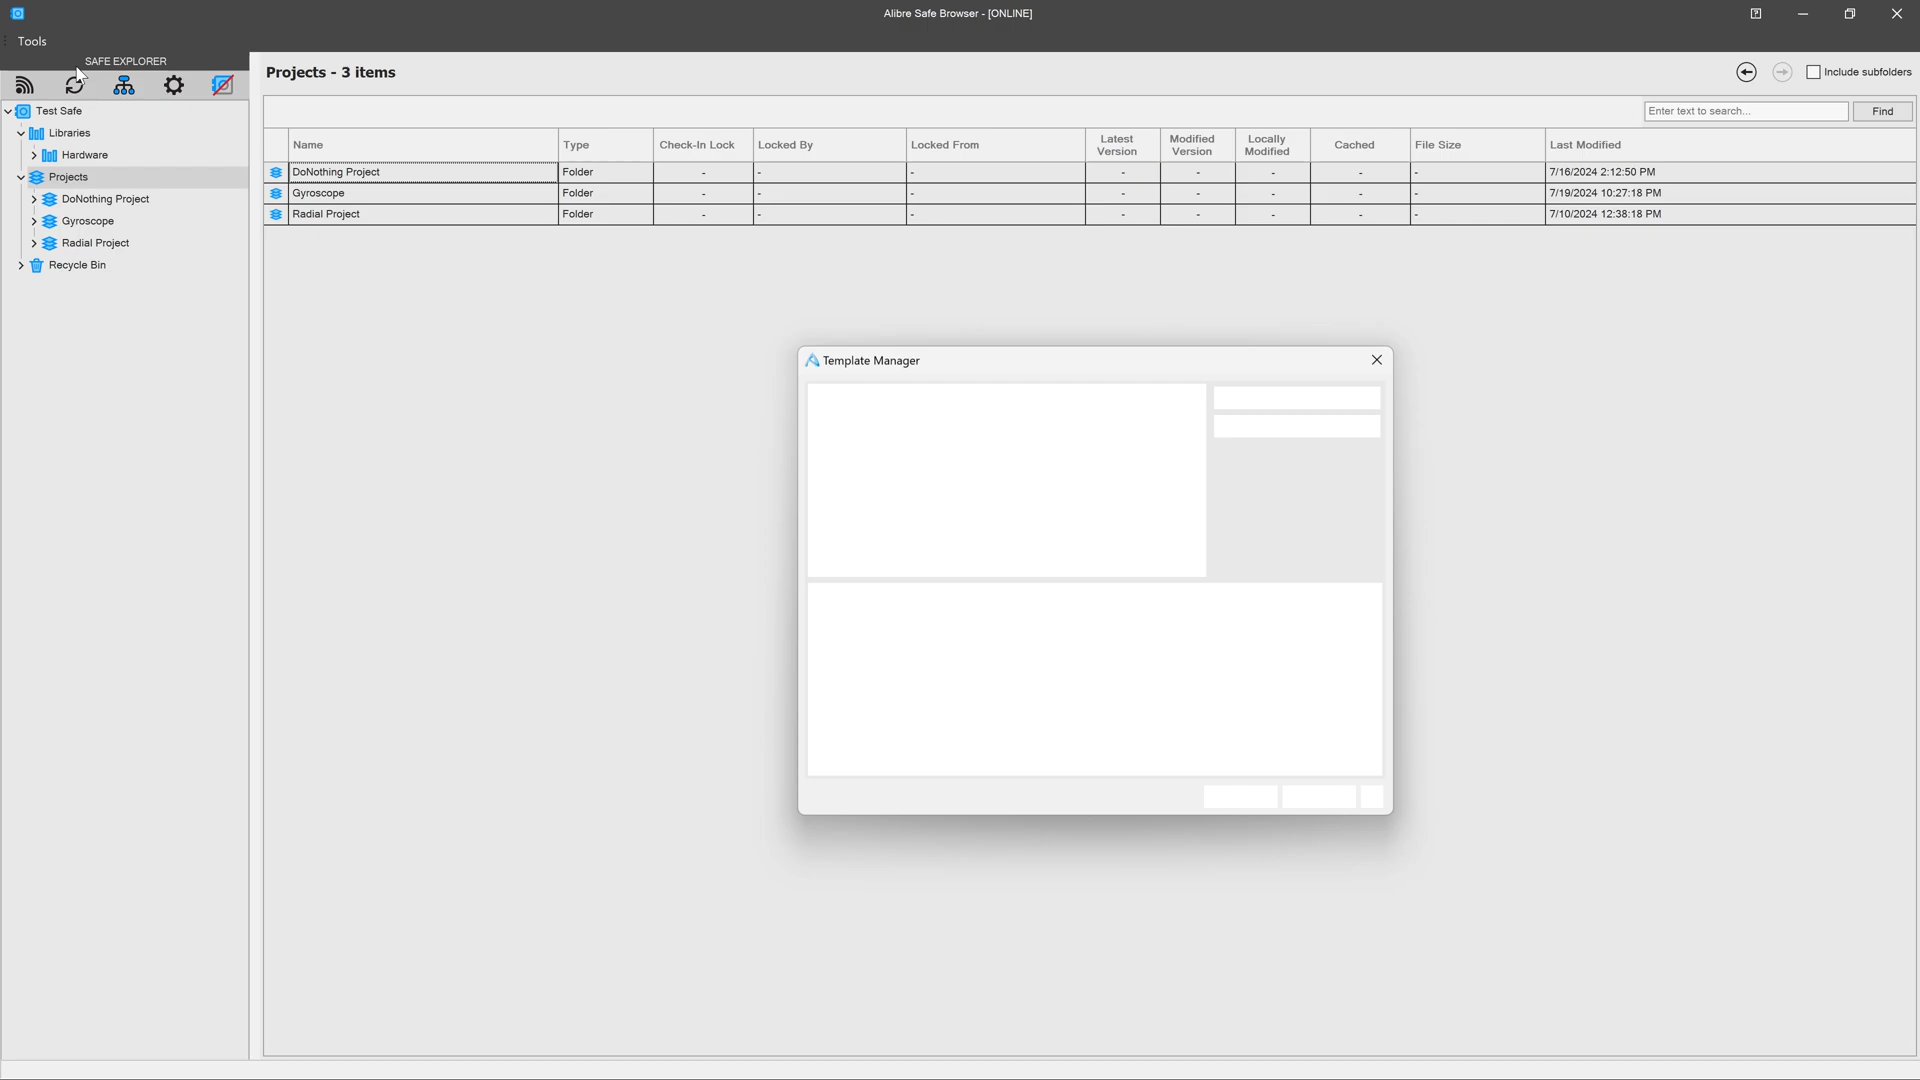 Alibre Safe Browser - [ONLINE]
Tools
SAFE EXPLORER
Test Safe
Libraries
Hardware
Projects
DoNothing Project
Gyroscope
Radial Project
Recycle Bin
Projects - 3 items
Include subfolders
Enter text to search...
Find
Name Type Check-In Lock Locked By Locked From Latest Version Modified Version Locally Modified Cached File Size Last Modified
DoNothing Project Folder - - - - - - - - 7/16/2024 2:12:50 PM
Gyroscope Folder - - - - - - - - 7/19/2024 10:27:18 PM
Radial Project Folder - - - - - - - - 7/10/2024 12:38:18 PM
Template Manager